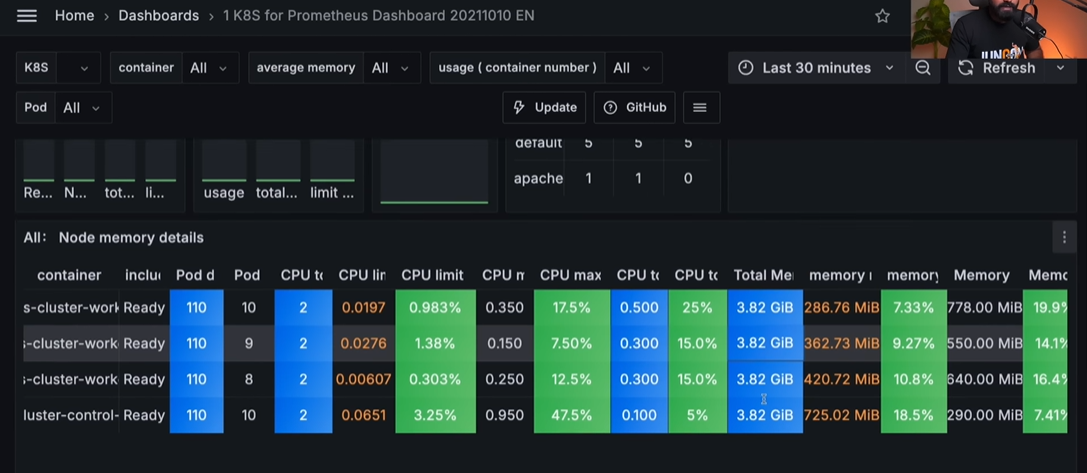 Home › Dashboards › 1 K8S for Prometheus Dashboard 20211010 EN
K8S container All average memory All usage ( container number ) All Last 30 minutes Refresh
Pod All Update GitHub
default 5 5 5
Re... N... tot... li... usage total... limit ... apache 1 1 0
All: Node memory details
container inclu Pod d Pod CPU to CPU lin CPU limit CPU m CPU max CPU to CPU to Total Me memory memory Memory Memo
s-cluster-work Ready 110 10 2 0.0197 0.983% 0.350 17.5% 0.500 25% 3.82 GiB 286.76 MiB 7.33% 778.00 MiB 19.9%
-cluster-work Ready 110 9 2 0.0276 1.38% 0.150 7.50% 0.300 15.0% 3.82 GiB 362.73 MiB 9.27% 550.00 MiB 14.1%
-cluster-work Ready 110 8 2 0.00607 0.303% 0.250 12.5% 0.300 15.0% 3.82 GiB 420.72 MiB 10.8% 640.00 MiB 16.4%
luster-control- Ready 110 10 2 0.0651 3.25% 0.950 47.5% 0.100 5% 3.82 GiB 725.02 MiB 18.5% 290.00 MiB 7.41%